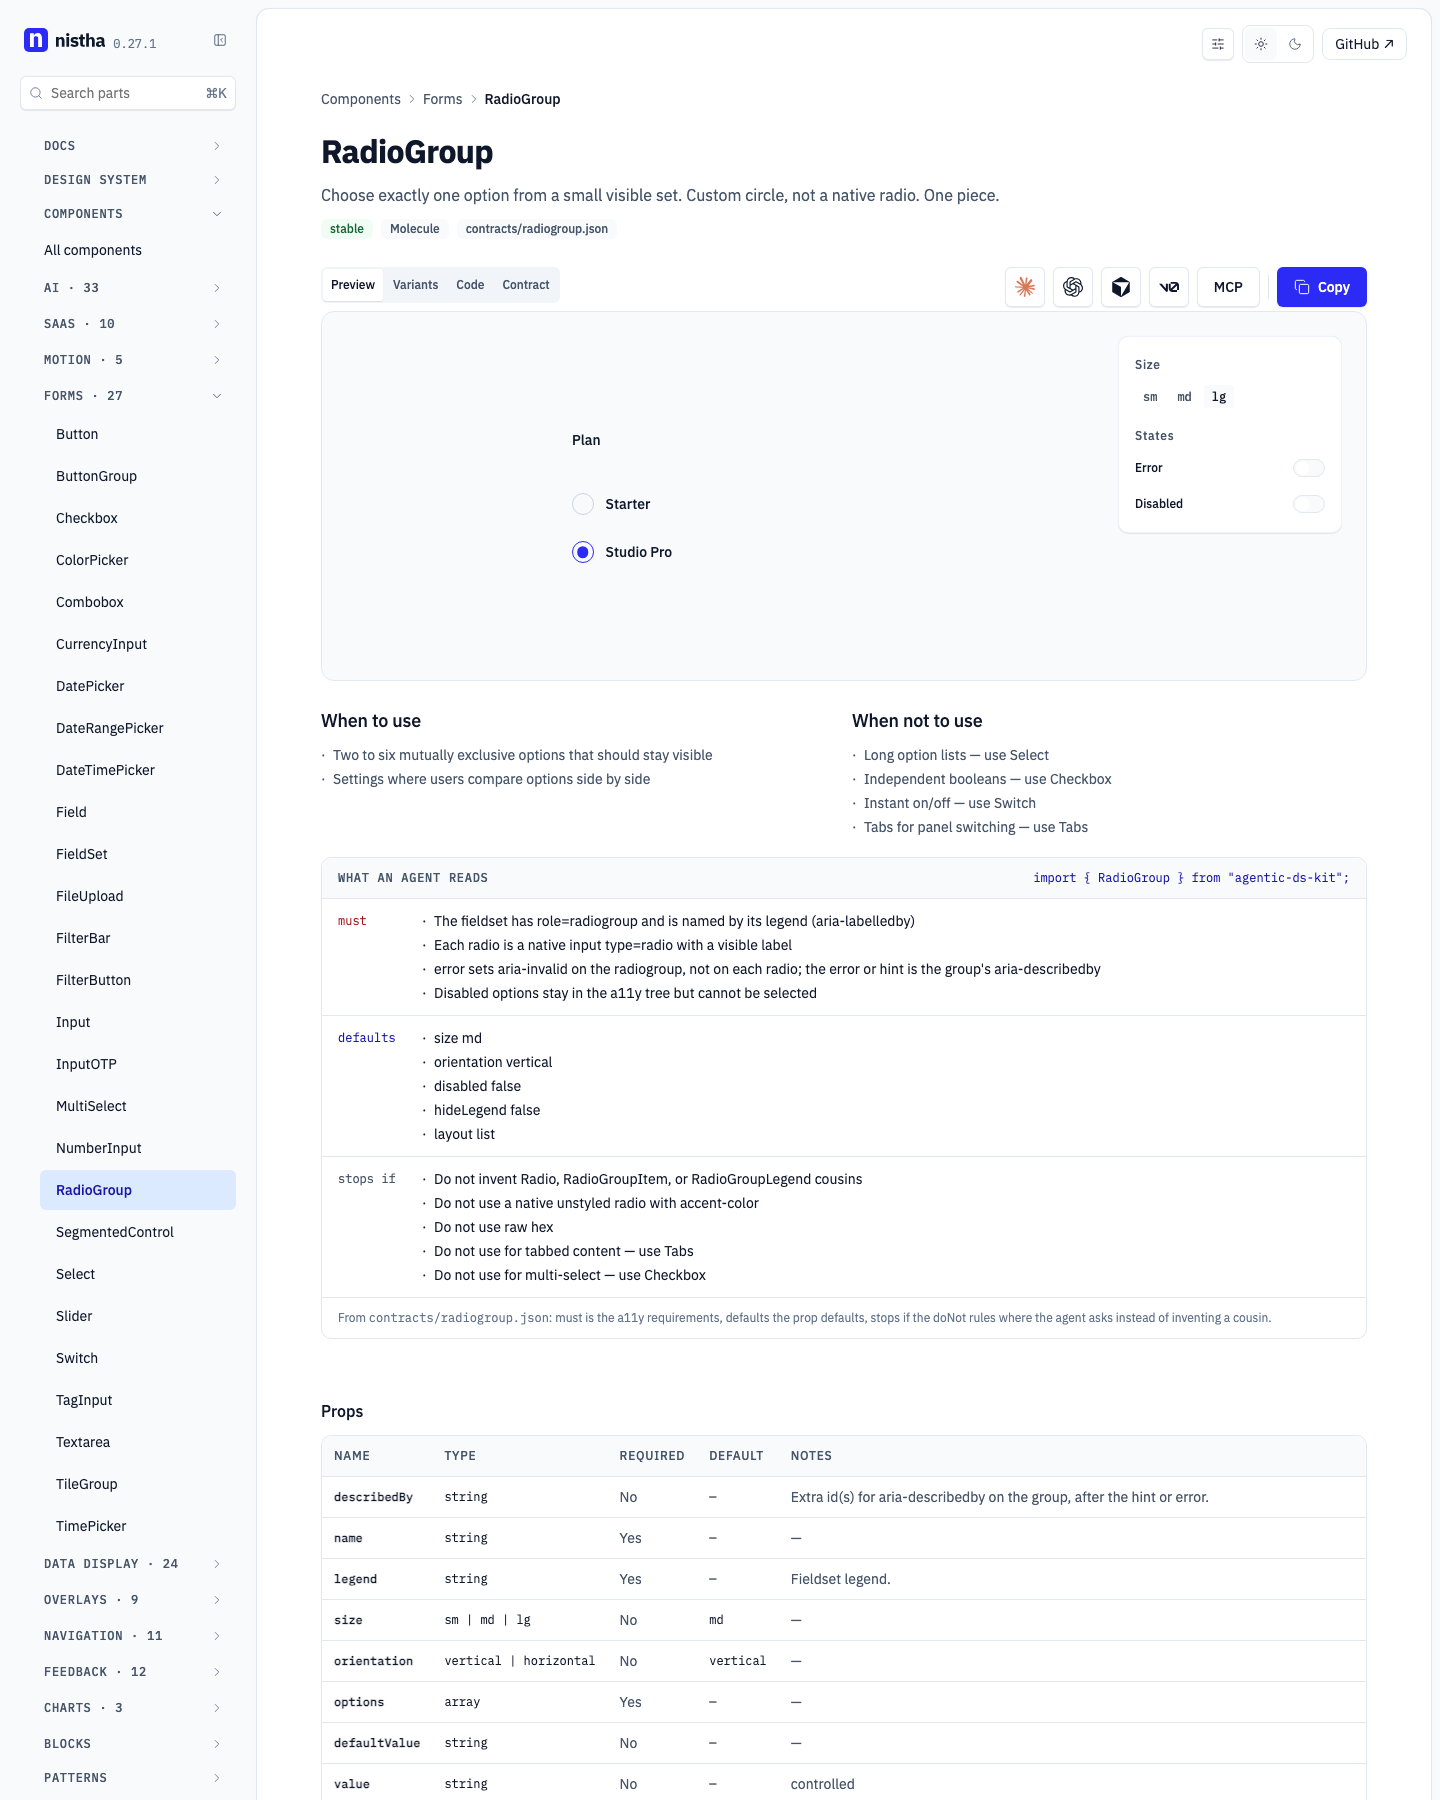 nistha 0.27.1
Search parts ⌘K
DOCS
DESIGN SYSTEM
COMPONENTS
All components
AI · 33
SAAS · 10
MOTION · 5
FORMS · 27
Button
ButtonGroup
Checkbox
ColorPicker
Combobox
CurrencyInput
DatePicker
DateRangePicker
DateTimePicker
Field
FieldSet
FileUpload
FilterBar
FilterButton
Input
InputOTP
MultiSelect
NumberInput
RadioGroup
SegmentedControl
Select
Slider
Switch
TagInput
Textarea
TileGroup
TimePicker
DATA DISPLAY · 24
OVERLAYS · 9
NAVIGATION · 11
FEEDBACK · 12
CHARTS · 3
BLOCKS
PATTERNS
GitHub ↗
Components > Forms > RadioGroup
RadioGroup
Choose exactly one option from a small visible set. Custom circle, not a native radio. One piece.
stable Molecule contracts/radiogroup.json
Preview Variants Code Contract
v0 MCP Copy
Size
sm md lg
States
Error
Disabled
Plan
Starter
Studio Pro
When to use
· Two to six mutually exclusive options that should stay visible
· Settings where users compare options side by side
When not to use
· Long option lists — use Select
· Independent booleans — use Checkbox
· Instant on/off — use Switch
· Tabs for panel switching — use Tabs
WHAT AN AGENT READS import { RadioGroup } from "agentic-ds-kit";
must · The fieldset has role=radiogroup and is named by its legend (aria-labelledby)
· Each radio is a native input type=radio with a visible label
· error sets aria-invalid on the radiogroup, not on each radio; the error or hint is the group's aria-describedby
· Disabled options stay in the a11y tree but cannot be selected
defaults · size md
· orientation vertical
· disabled false
· hideLegend false
· layout list
stops if · Do not invent Radio, RadioGroupItem, or RadioGroupLegend cousins
· Do not use a native unstyled radio with accent-color
· Do not use raw hex
· Do not use for tabbed content — use Tabs
· Do not use for multi-select — use Checkbox
From contracts/radiogroup.json: must is the a11y requirements, defaults the prop defaults, stops if the doNot rules where the agent asks instead of inventing a cousin.
Props
NAME TYPE REQUIRED DEFAULT NOTES
describedBy string No — Extra id(s) for aria-describedby on the group, after the hint or error.
name string Yes — —
legend string Yes — Fieldset legend.
size sm | md | lg No md —
orientation vertical | horizontal No vertical —
options array Yes — —
defaultValue string No — —
value string No — controlled